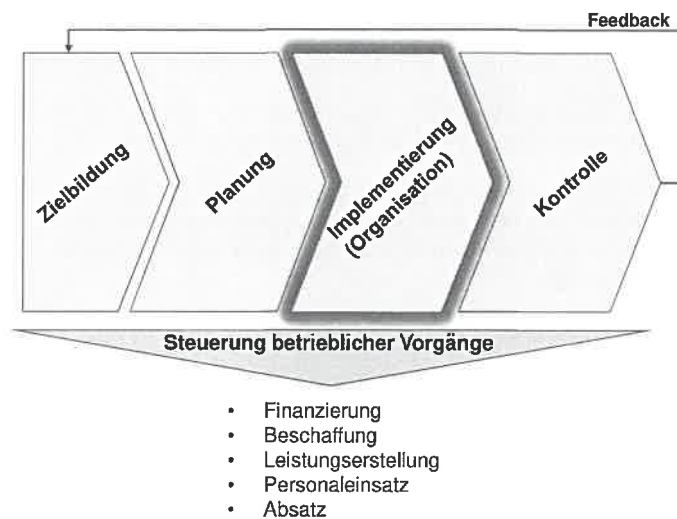 Feedback
Zielbildung
Planung
Implementierung
(Organisation)
Kontrolle
Steuerung betrieblicher Vorgänge
• Finanzierung
• Beschaffung
• Leistungserstellung
• Personaleinsatz
• Absatz